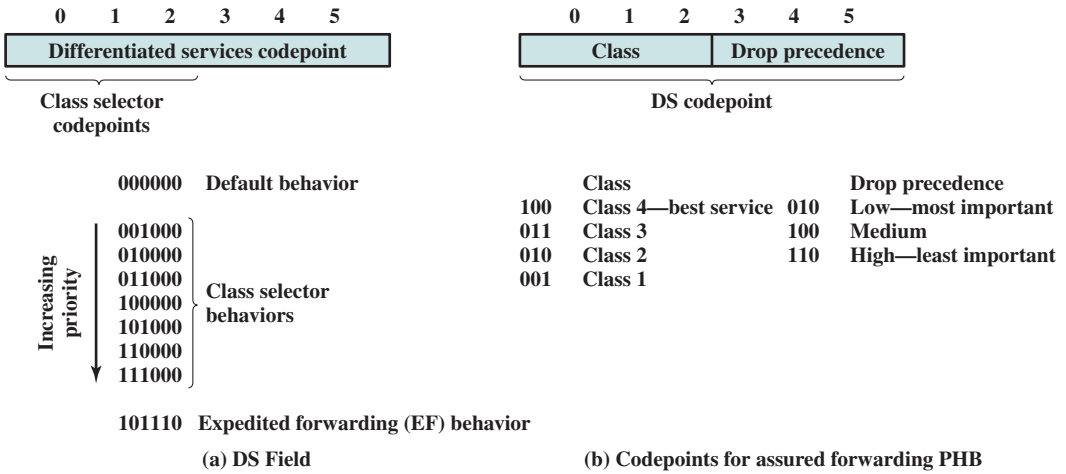 0 1 2 3 4 5
Differentiated services codepoint
Class selector
codepoints
000000 Default behavior
Increasing
priority
001000
010000
011000
100000
101000
110000
111000
Class selector
behaviors
101110 Expedited forwarding (EF) behavior
(a) DS Field
0 1 2 3 4 5
Class Drop precedence
DS codepoint
Class
100 Class 4—best service
011 Class 3
010 Class 2
001 Class 1
Drop precedence
010 Low—most important
100 Medium
110 High—least important
(b) Codepoints for assured forwarding PHB